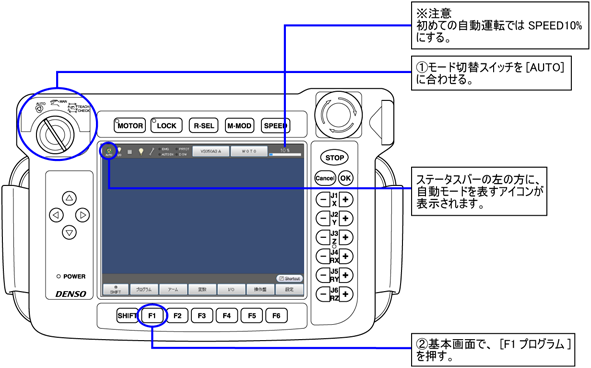 ※注意
初めての自動運転では SPEED10%
にする。
①モード切替スイッチを [AUTO]
に合わせる。
AUTO
MAN
TEACH
CHECK
MOTOR
LOCK
R-SEL
M-MOD
SPEED
STOP
Cancel
OK
ステータスバーの左の方に、
自動モードを表すアイコンが
表示されます。
－ J1 X ＋
－ J2 Y ＋
－ J3 Z ＋
－ J4 RX ＋
－ J5 RY ＋
－ J6 RZ ＋
10%
W0T0
POWER
DENSO
Shortcut
SHIFT
プログラム
アーム
変数
I/O
操作盤
設定
SHIFT
F1
F2
F3
F4
F5
F6
②基本画面で、 [F1 プログラム]
を押す。